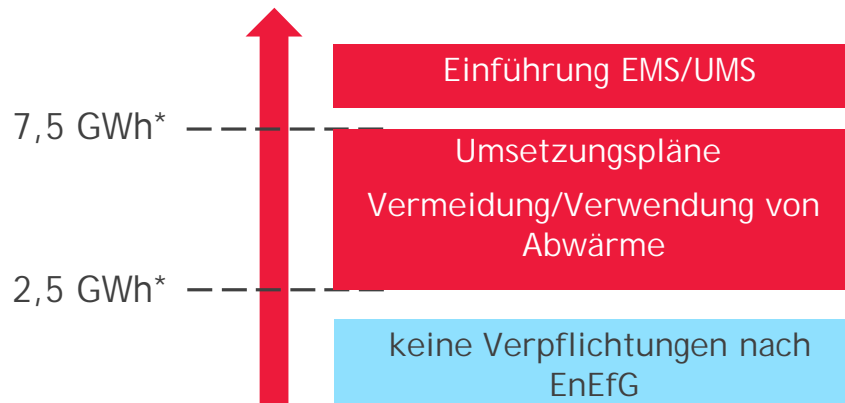 Einführung EMS/UMS
7,5 GWh*
Umsetzungspläne
Vermeidung/Verwendung von
Abwärme
2,5 GWh*
keine Verpflichtungen nach
EnEfG